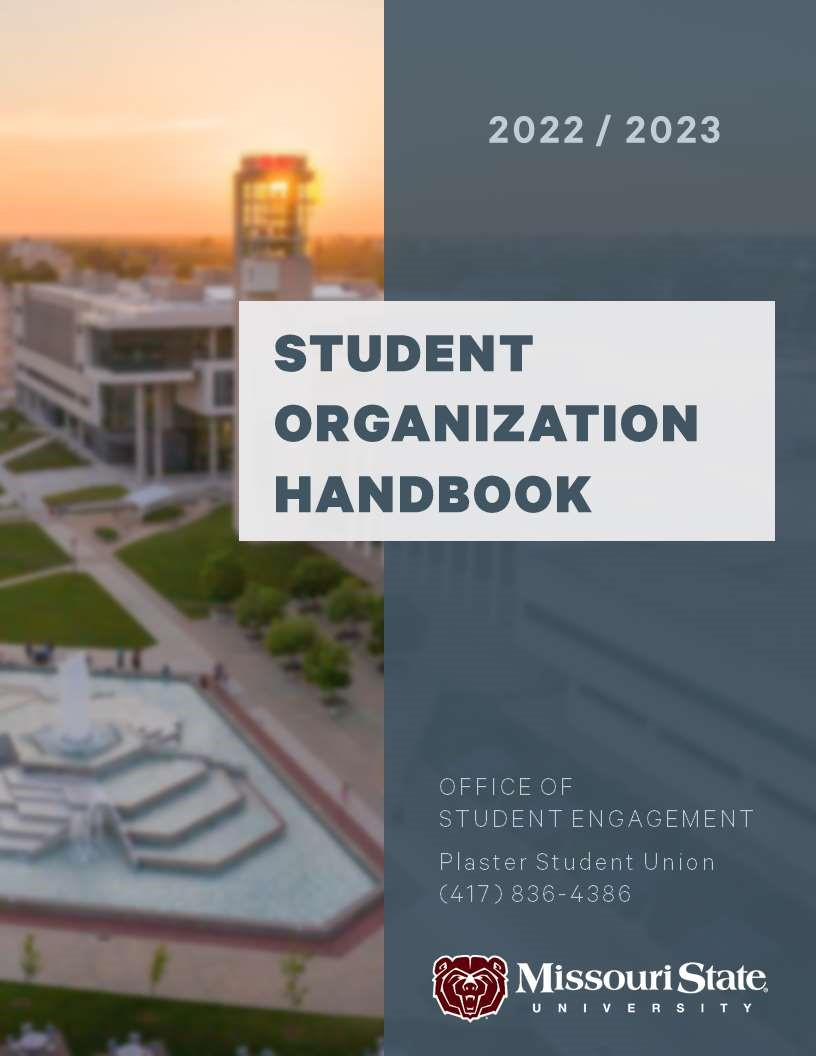 2022 / 2023
STUDENT
ORGANIZATION
HANDBOOK
OFFICE OF
STUDENT ENGAGEMENT
Plaster Student Union
(417) 836-4386
Missouri State®
UNIVERSITY